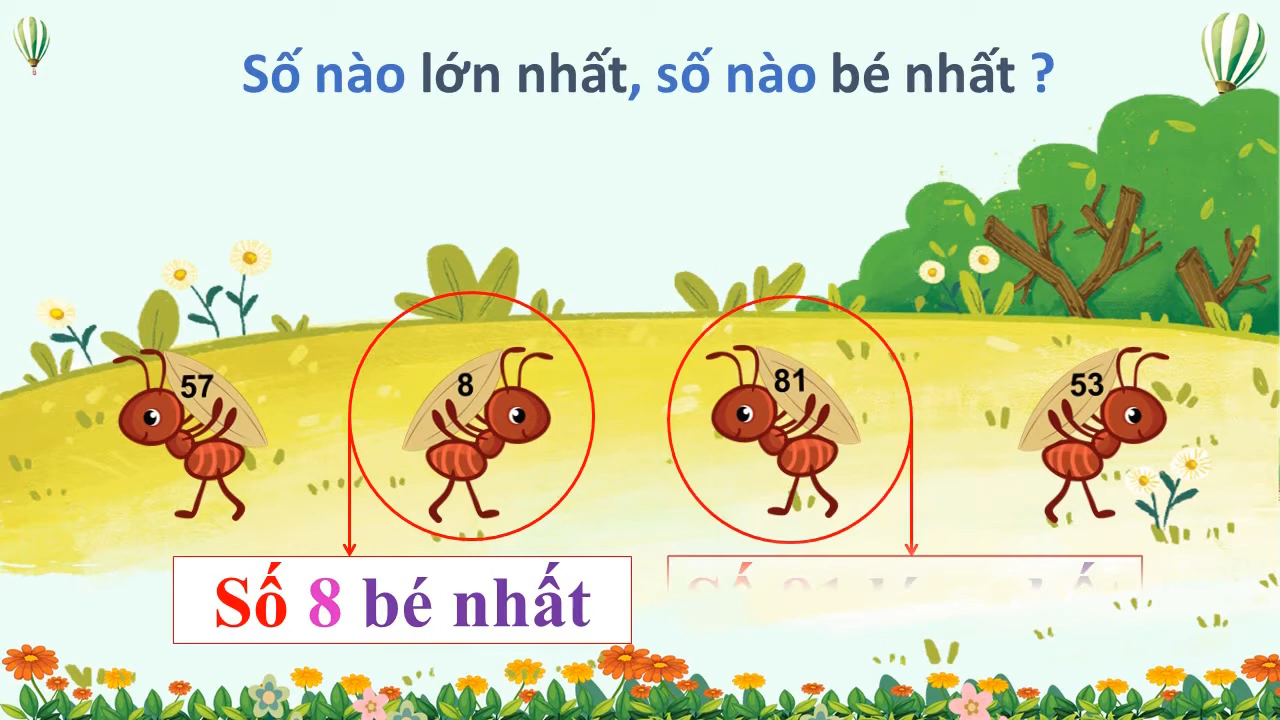 Số nào lớn nhất, số nào bé nhất ?
57
8
81
53
Số 8 bé nhất